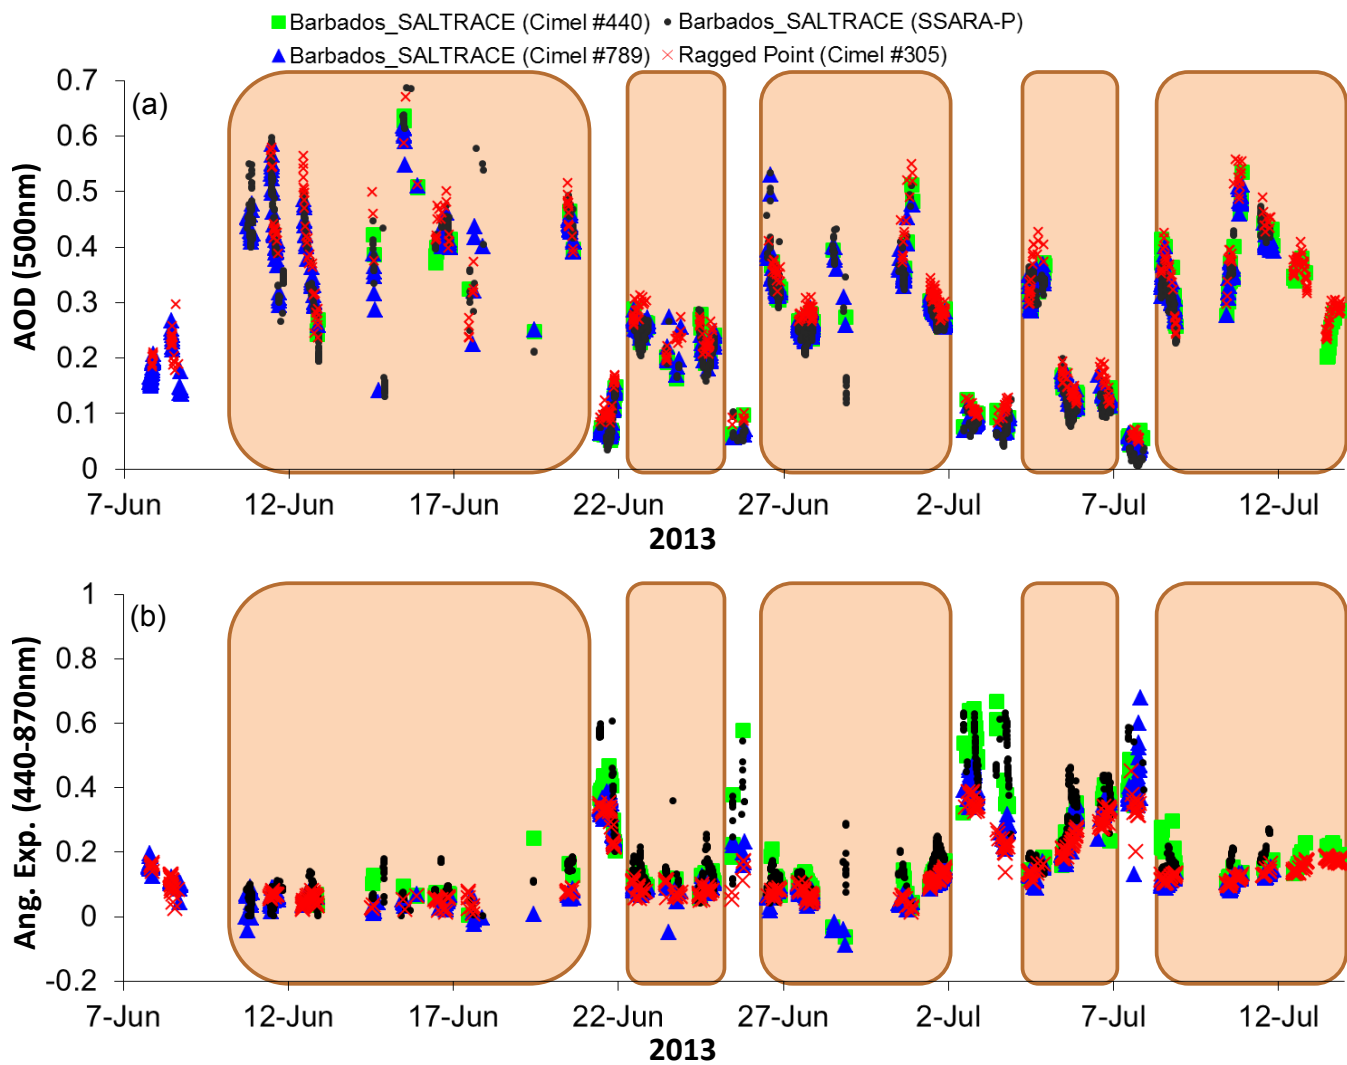 Barbados_SALTRACE (Cimel #440) Barbados_SALTRACE (SSARA-P)
Barbados_SALTRACE (Cimel #789) Ragged Point (Cimel #305)
(a)
AOD (500nm)
0.7
0.6
0.5
0.4
0.3
0.2
0.1
0
7-Jun 12-Jun 17-Jun 22-Jun 27-Jun 2-Jul 7-Jul 12-Jul
2013
(b)
Ang. Exp. (440-870nm)
1
0.8
0.6
0.4
0.2
0
-0.2
7-Jun 12-Jun 17-Jun 22-Jun 27-Jun 2-Jul 7-Jul 12-Jul
2013